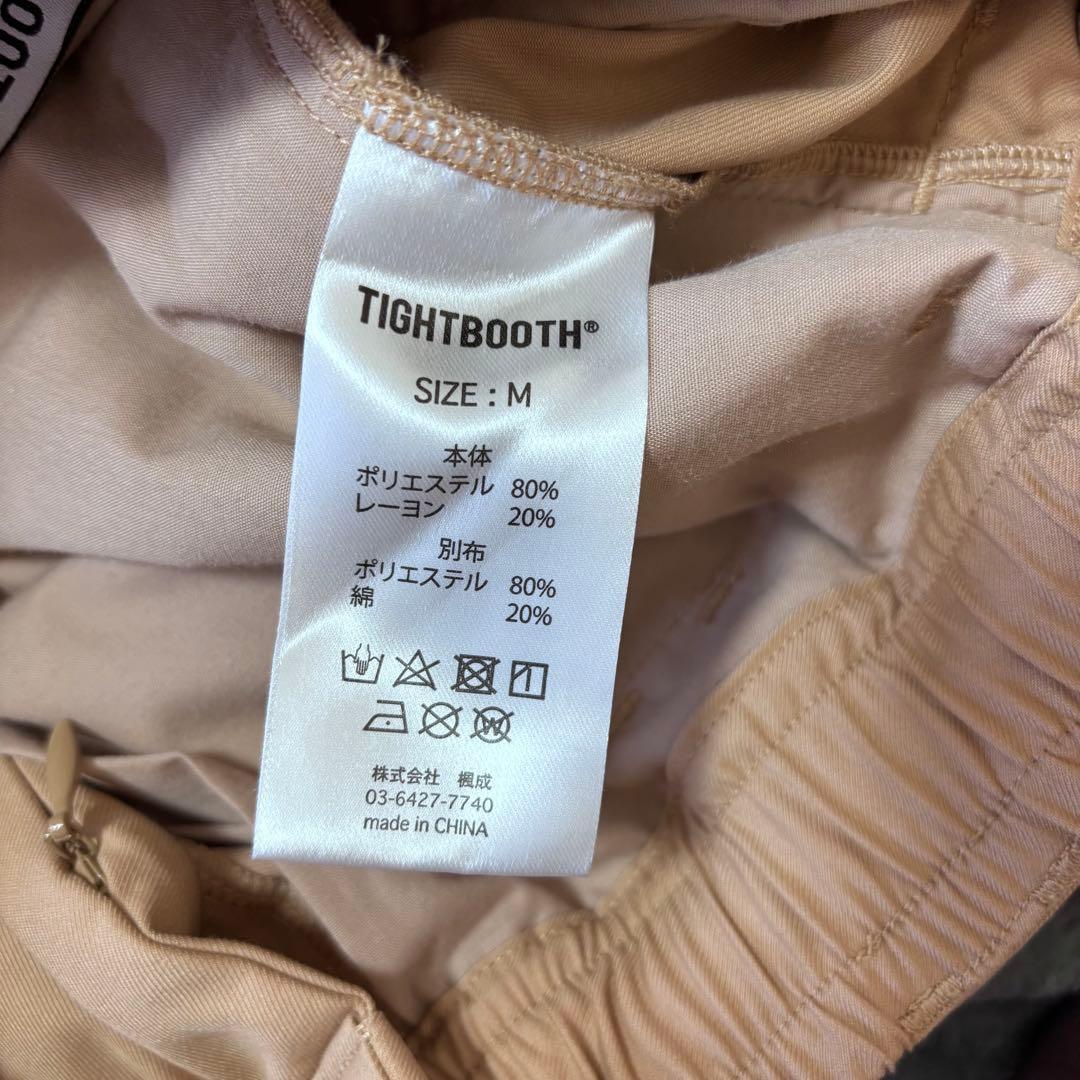 TIGHTBOOTH®
SIZE : M
本体
ポリエステル 80%
レーヨン 20%
別布
ポリエステル 80%
綿 20%
株式会社 楓成
03-6427-7740
made in CHINA